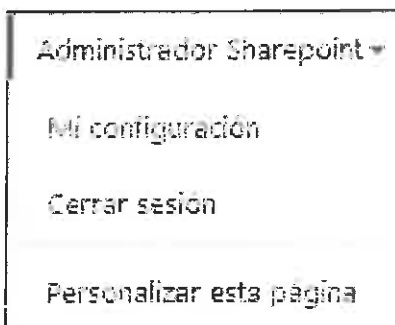 Administrador Sharepoint
Mi configuración
Cerrar sesión
Personalizar esta página